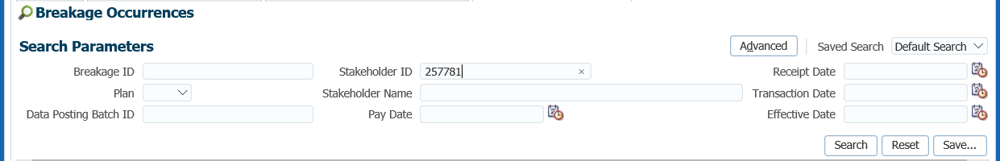 Breakage Occurrences
Search Parameters Advanced Saved Search Default Search
Breakage ID Stakeholder ID 257781 Receipt Date
Plan Stakeholder Name Transaction Date
Data Posting Batch ID Pay Date Effective Date
Search Reset Save...